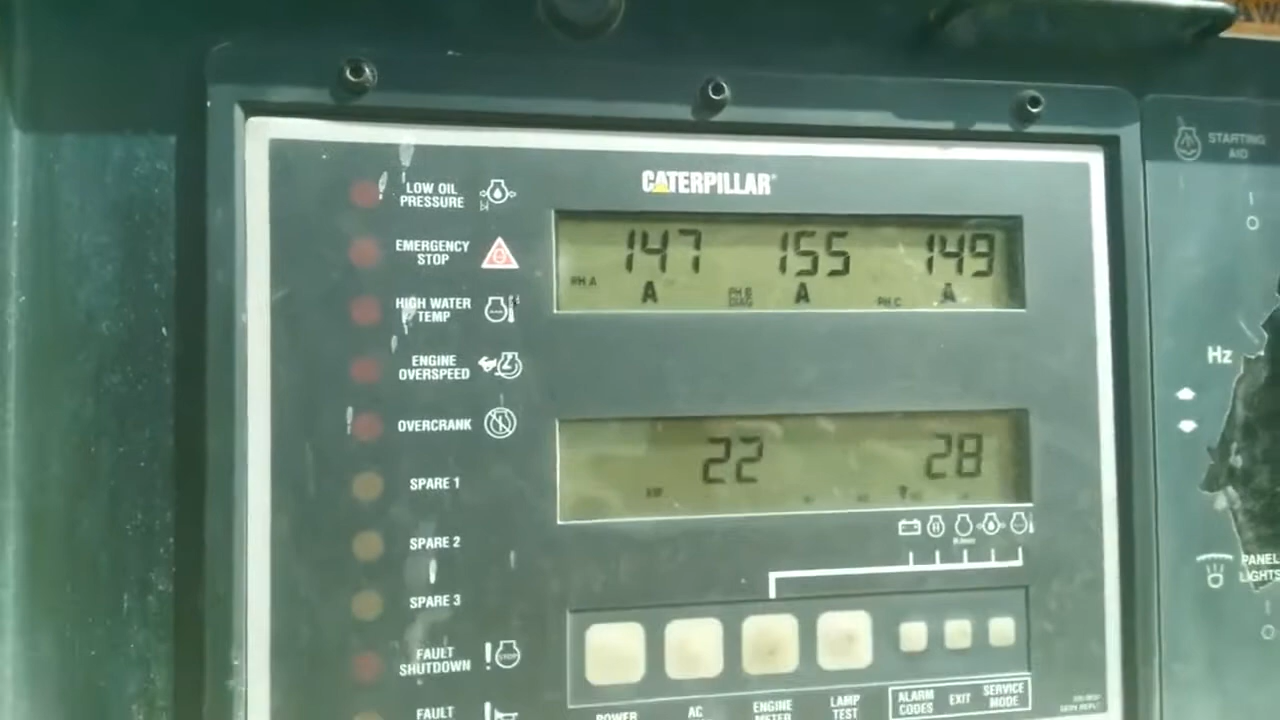 CATERPILLAR
LOW OIL
PRESSURE
EMERGENCY
STOP
HIGH WATER
TEMP
ENGINE
OVERSPEED
OVERCRANK
SPARE 1
SPARE 2
SPARE 3
FAULT
SHUTDOWN
FAULT
147 155 149
PH A A PH B A PH C A
DIAG
22 28
POWER
AC
ENGINE
METER
LAMP
TEST
ALARM
CODES
EXIT
SERVICE
MODE
STARTING
AID
I
O
Hz
PANEL
LIGHTS
I
O